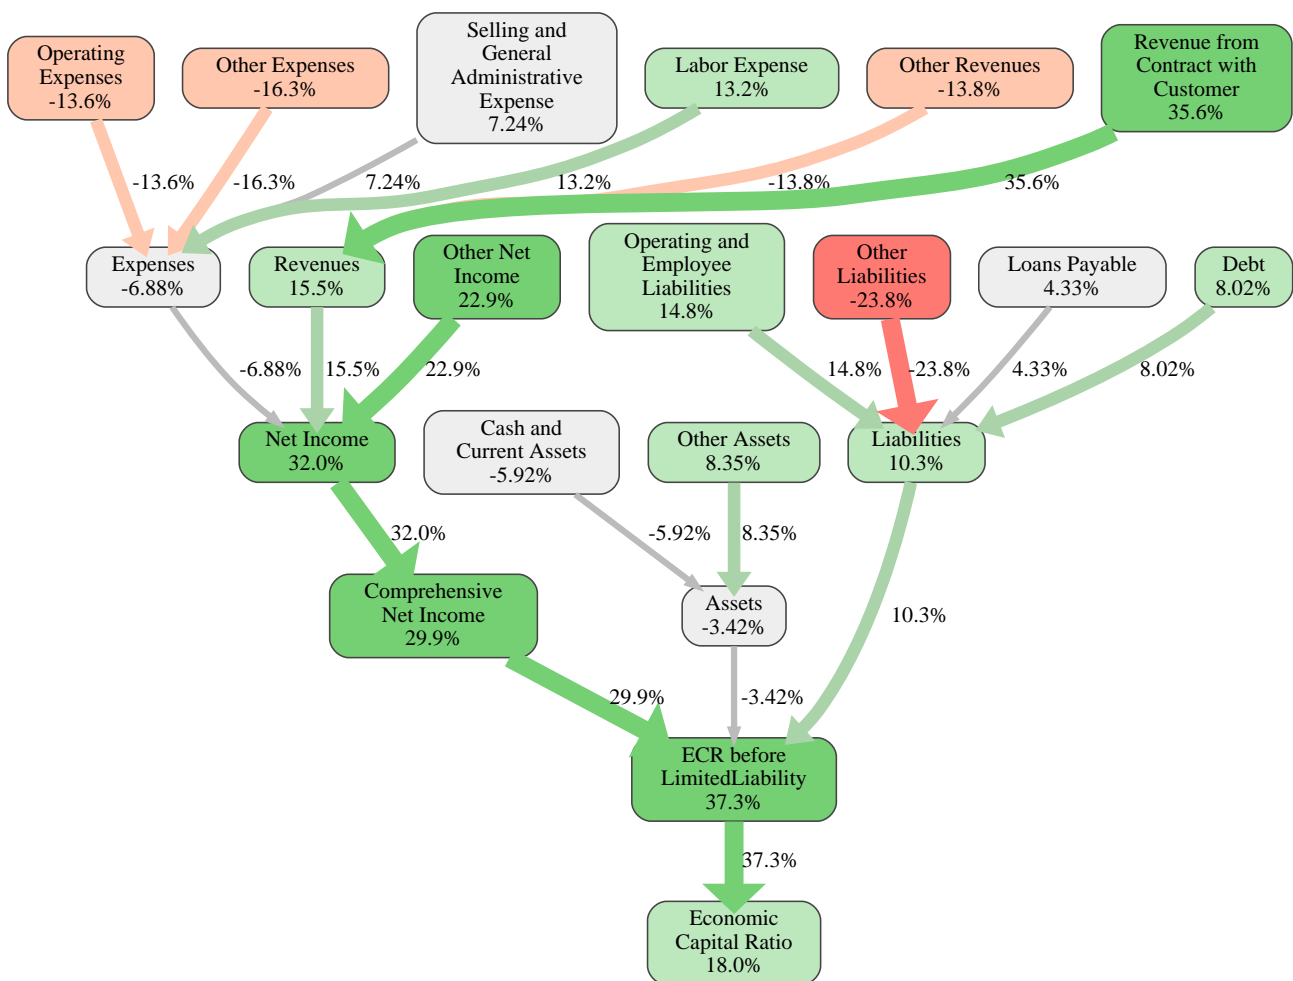 Operating
Expenses
-13.6%
Other Expenses
-16.3%
Selling and
General
Administrative
Expense
7.24%
Labor Expense
13.2%
Other Revenues
-13.8%
Revenue from
Contract with
Customer
35.6%
-13.6%
-16.3%
7.24%
13.2%
-13.8%
35.6%
Expenses
-6.88%
Revenues
15.5%
Other Net
Income
22.9%
Operating and
Employee
Liabilities
14.8%
Other
Liabilities
-23.8%
Loans Payable
4.33%
Debt
8.02%
-6.88%
15.5%
22.9%
14.8%
-23.8%
4.33%
8.02%
Net Income
32.0%
Cash and
Current Assets
-5.92%
Other Assets
8.35%
Liabilities
10.3%
32.0%
-5.92%
8.35%
Comprehensive
Net Income
29.9%
Assets
-3.42%
10.3%
29.9%
-3.42%
ECR before
LimitedLiability
37.3%
37.3%
Economic
Capital Ratio
18.0%